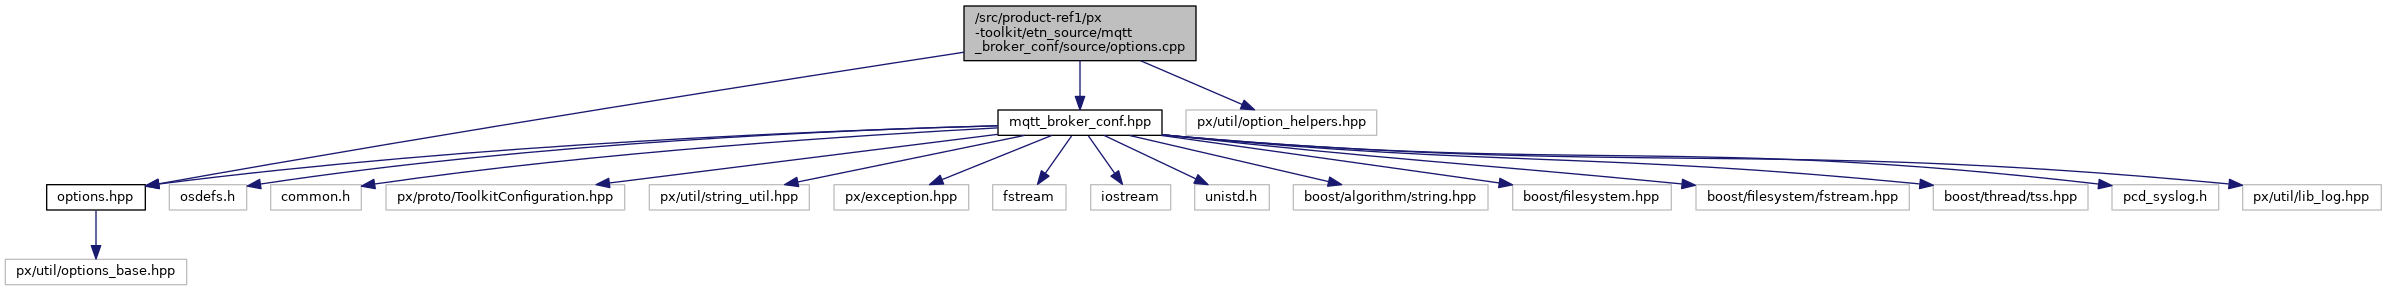 /src/product-ref1/px
-toolkit/etn_source/mqtt
_broker_conf/source/options.cpp
mqtt_broker_conf.hpp
px/util/option_helpers.hpp
options.hpp
osdefs.h
common.h
px/proto/ToolkitConfiguration.hpp
px/util/string_util.hpp
px/exception.hpp
fstream
iostream
unistd.h
boost/algorithm/string.hpp
boost/filesystem.hpp
boost/filesystem/fstream.hpp
boost/thread/tss.hpp
pcd_syslog.h
px/util/lib_log.hpp
px/util/options_base.hpp